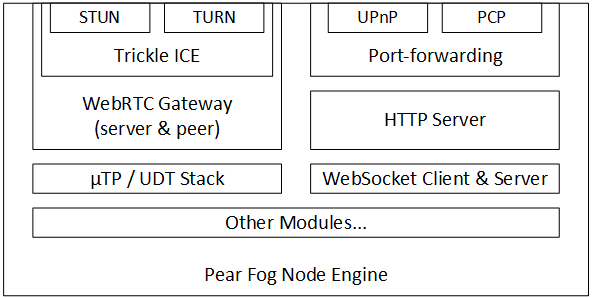 STUN TURN UPnP PCP
Trickle ICE Port-forwarding
WebRTC Gateway
(server & peer)
HTTP Server
µTP / UDT Stack WebSocket Client & Server
Other Modules...
Pear Fog Node Engine